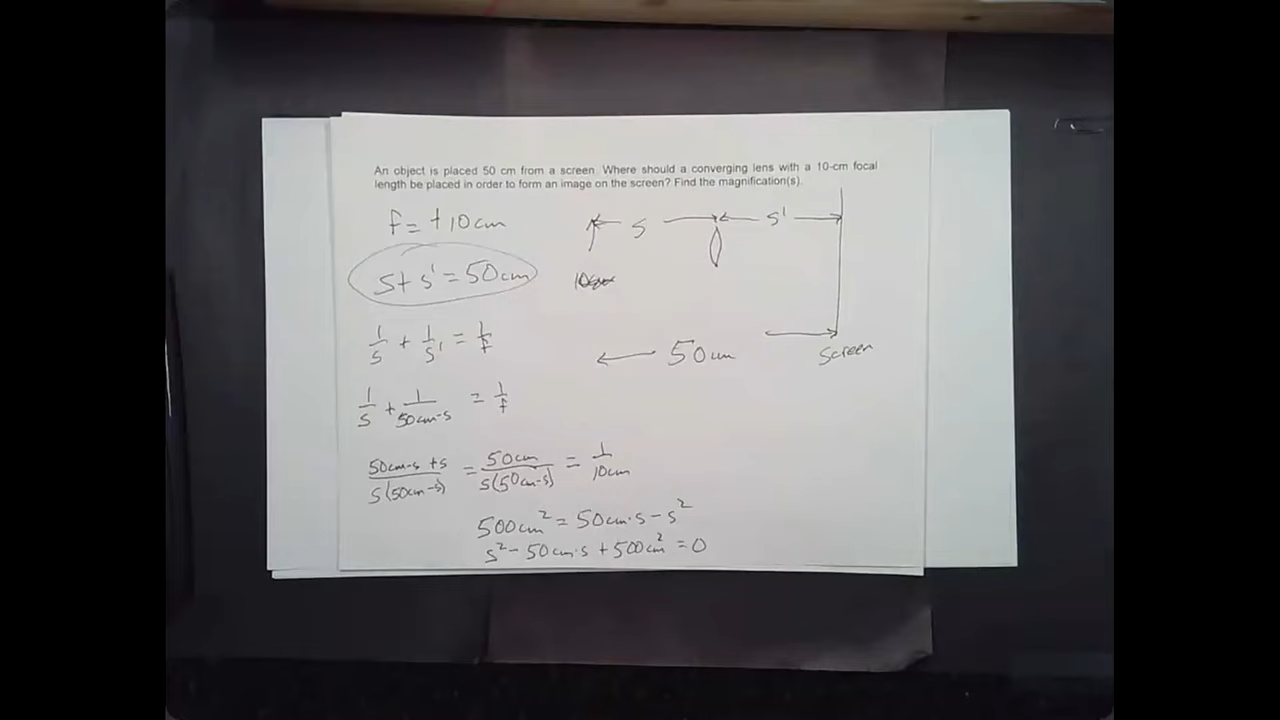 An object is placed 50 cm from a screen. Where should a converging lens with a 10-cm focal
length be placed in order to form an image on the screen? Find the magnification(s).
f = +10cm
s + s' = 50cm
1/s + 1/s' = 1/f
1/s + 1/(50cm-s) = 1/f
(50cm-s+s)/(s(50cm-s)) = 50cm/(s(50cm-s)) = 1/10cm
500cm² = 50cm·s - s²
s² - 50cm·s + 500cm² = 0
s s'
50cm
Screen